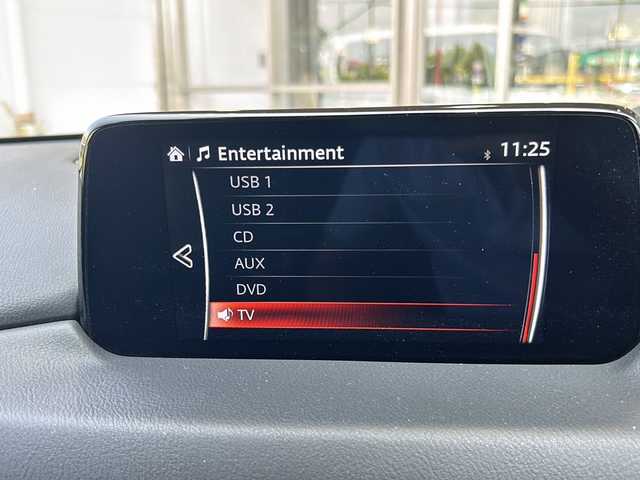 Entertainment 11:25
USB 1
USB 2
CD
AUX
DVD
TV